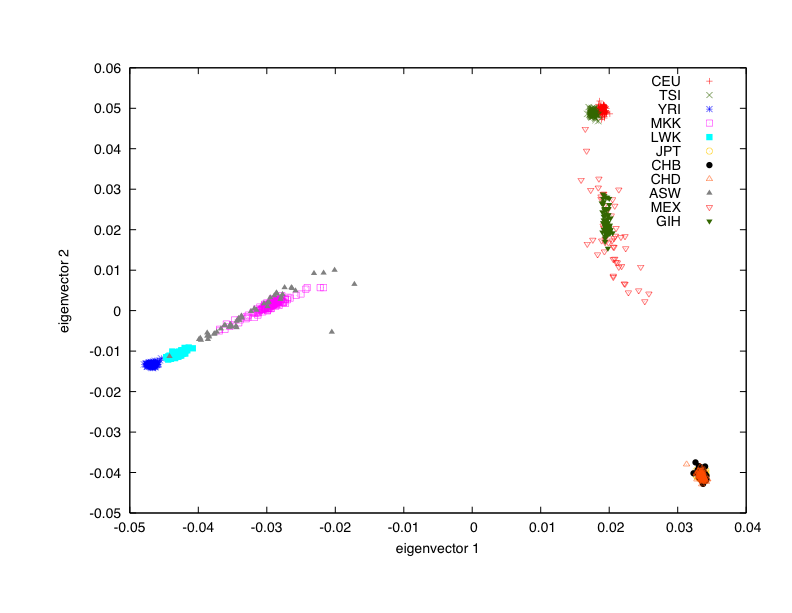 0.06
0.05
0.04
0.03
0.02
0.01
0
-0.01
-0.02
-0.03
-0.04
-0.05
eigenvector 2
CEU
TSI
YRI
MKK
LWK
JPT
CHB
CHD
ASW
MEX
GIH
-0.05 -0.04 -0.03 -0.02 -0.01 0 0.01 0.02 0.03 0.04
eigenvector 1